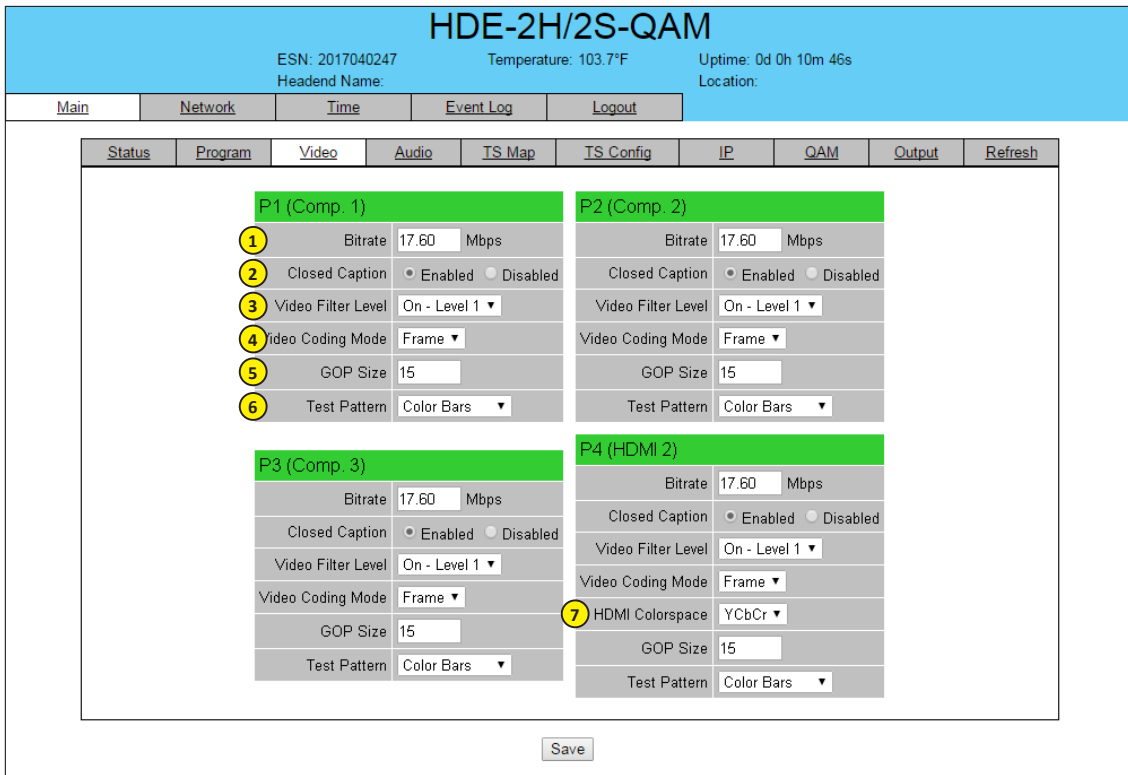 HDE-2H/2S-QAM
ESN: 2017040247 Temperature: 103.7°F Uptime: 0d 0h 10m 46s
Headend Name: Location:
Main Network Time Event Log Logout
Status Program Video Audio TS Map TS Config IP QAM Output Refresh
P1 (Comp. 1)
1 Bitrate 17.60 Mbps
2 Closed Caption Enabled Disabled
3 Video Filter Level On - Level 1
4 Video Coding Mode Frame
5 GOP Size 15
6 Test Pattern Color Bars
P2 (Comp. 2)
Bitrate 17.60 Mbps
Closed Caption Enabled Disabled
Video Filter Level On - Level 1
Video Coding Mode Frame
GOP Size 15
Test Pattern Color Bars
P3 (Comp. 3)
Bitrate 17.60 Mbps
Closed Caption Enabled Disabled
Video Filter Level On - Level 1
Video Coding Mode Frame
GOP Size 15
Test Pattern Color Bars
P4 (HDMI 2)
Bitrate 17.60 Mbps
Closed Caption Enabled Disabled
Video Filter Level On - Level 1
Video Coding Mode Frame
7 HDMI Colorspace YCbCr
GOP Size 15
Test Pattern Color Bars
Save